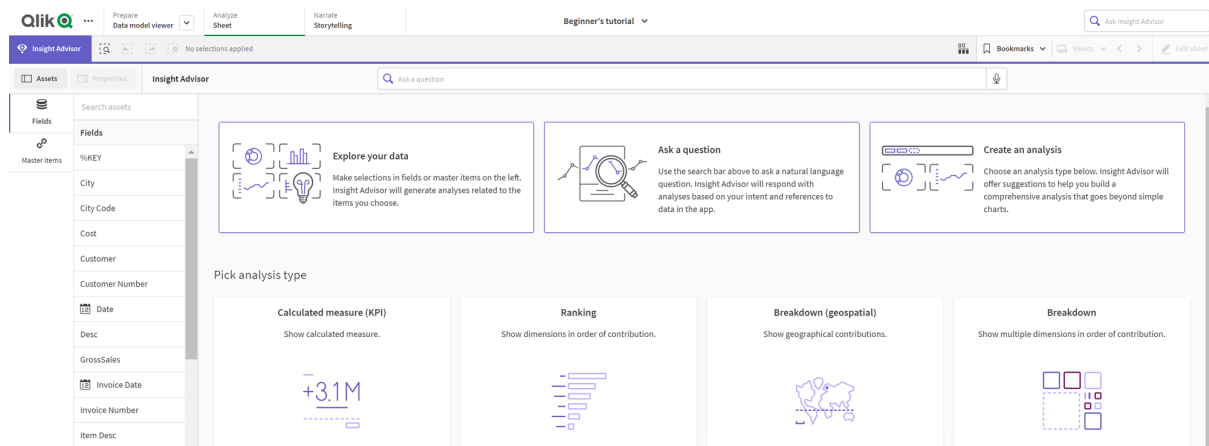 Qlik
Prepare
Data model viewer
Analyze
Sheet
Narrate
Storytelling
Beginner's tutorial
Ask Insight Advisor
Insight Advisor
No selections applied
Bookmarks
Sheets
Edit sheet
Assets
Properties
Insight Advisor
Ask a question
Fields
Master items
Search assets
Fields
%KEY
City
City Code
Cost
Customer
Customer Number
Date
Desc
GrossSales
Invoice Date
Invoice Number
Item Desc
Explore your data
Make selections in fields or master items on the left.
Insight Advisor will generate analyses related to the
items you choose.
Ask a question
Use the search bar above to ask a natural language
question. Insight Advisor will respond with
analyses based on your intent and references to
data in the app.
Create an analysis
Choose an analysis type below. Insight Advisor will
offer suggestions to help you build a
comprehensive analysis that goes beyond simple
charts.
Pick analysis type
Calculated measure (KPI)
Show calculated measure.
+3.1M
Ranking
Show dimensions in order of contribution.
Breakdown (geospatial)
Show geographical contributions.
Breakdown
Show multiple dimensions in order of contribution.